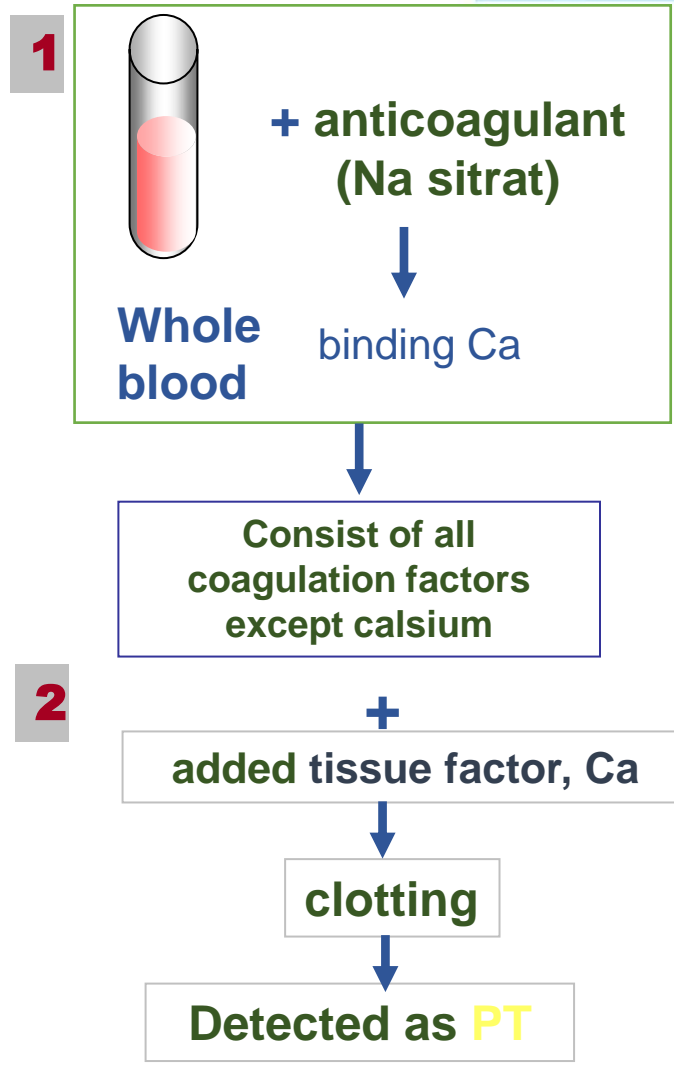 1
+ anticoagulant
(Na sitrat)
Whole
blood
binding Ca
Consist of all
coagulation factors
except calsium
2
+
added tissue factor, Ca
clotting
Detected as PT